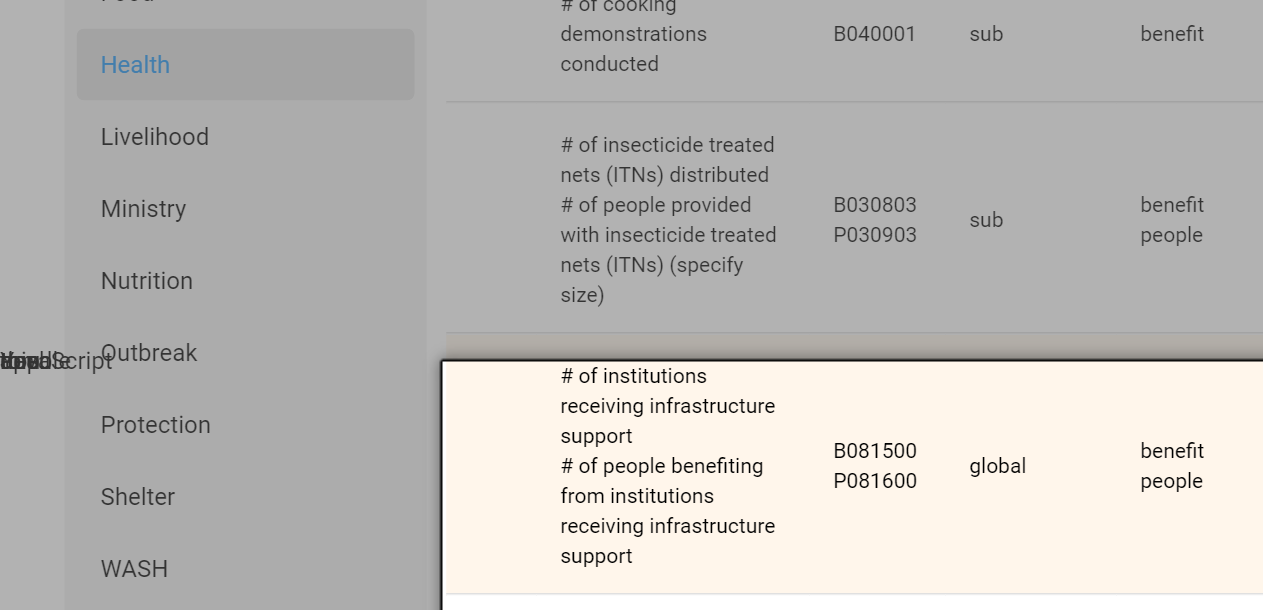 Food
Health
Livelihood
Ministry
Nutrition
Outbreak
Protection
Shelter
WASH
# of cooking
demonstrations
conducted
B040001
sub
benefit
# of insecticide treated
nets (ITNs) distributed
# of people provided
with insecticide treated
nets (ITNs) (specify
size)
B030803
P030903
sub
benefit
people
# of institutions
receiving infrastructure
support
# of people benefiting
from institutions
receiving infrastructure
support
B081500
P081600
global
benefit
people